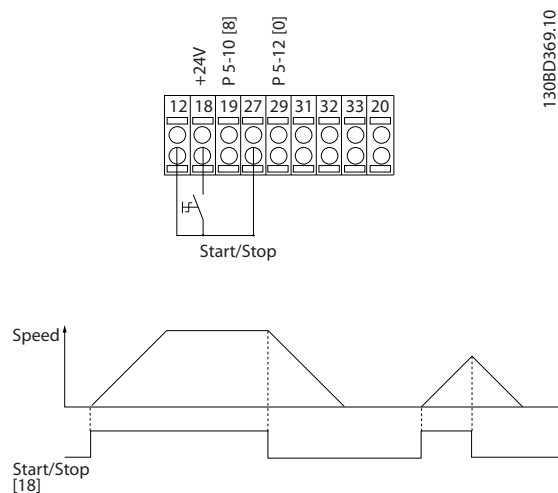 130BD369.10
+24V
P 5-10 [8]
P 5-12 [0]
12 18 19 27 29 31 32 33 20
Start/Stop
Speed
Start/Stop
[18]